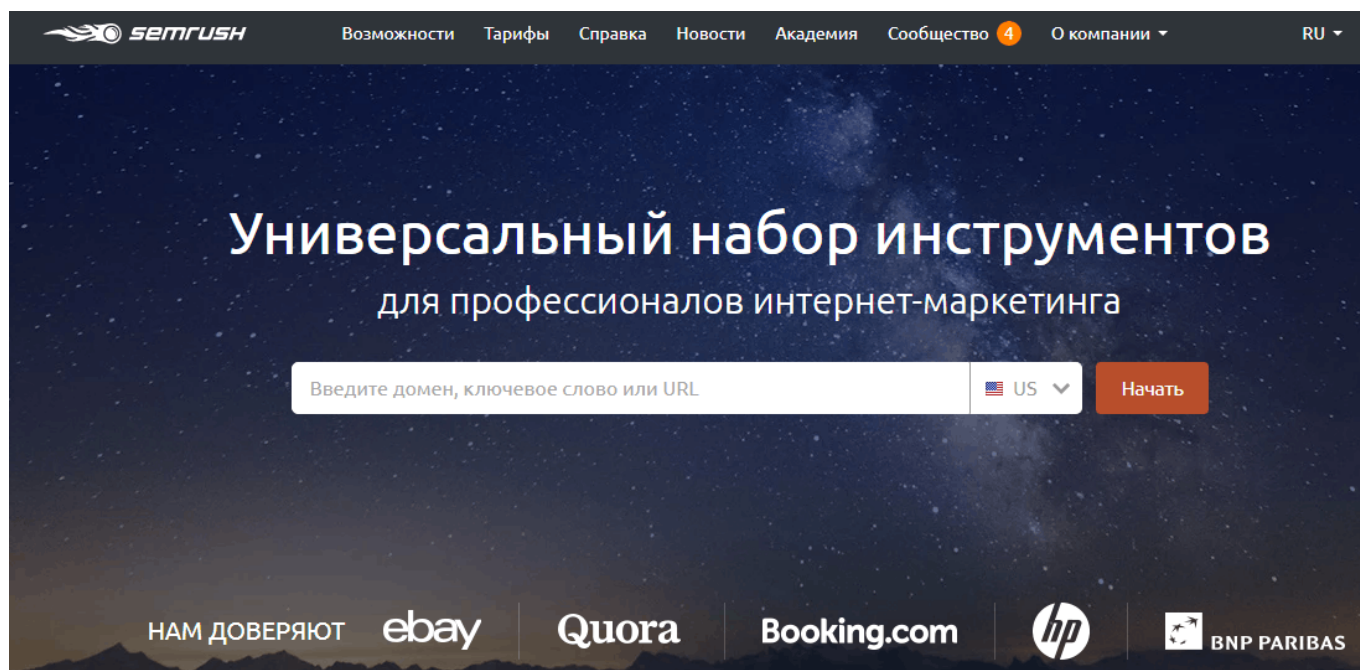 semrush Возможности Тарифы Справка Новости Академия Сообщество 4 О компании RU
Универсальный набор инструментов
для профессионалов интернет-маркетинга
Введите домен, ключевое слово или URL US Начать
НАМ ДОВЕРЯЮТ ebay Quora Booking.com hp BNP PARIBAS